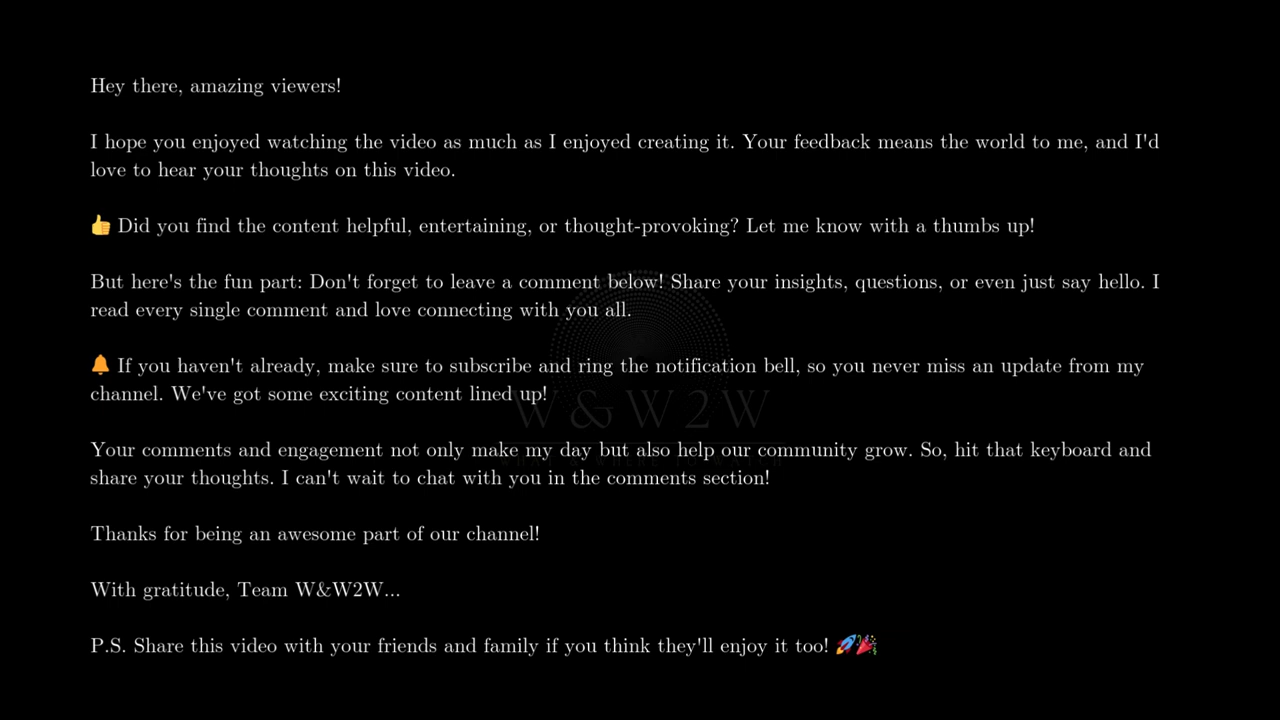 Hey there, amazing viewers!
I hope you enjoyed watching the video as much as I enjoyed creating it. Your feedback means the world to me, and I'd
love to hear your thoughts on this video.
👍 Did you find the content helpful, entertaining, or thought-provoking? Let me know with a thumbs up!
But here's the fun part: Don't forget to leave a comment below! Share your insights, questions, or even just say hello. I
read every single comment and love connecting with you all.
🔔 If you haven't already, make sure to subscribe and ring the notification bell, so you never miss an update from my
channel. We've got some exciting content lined up!
W&W2W
Your comments and engagement not only make my day but also help our community grow. So, hit that keyboard and
share your thoughts. I can't wait to chat with you in the comments section!
Thanks for being an awesome part of our channel!
With gratitude, Team W&W2W...
P.S. Share this video with your friends and family if you think they'll enjoy it too! 🚀🎉